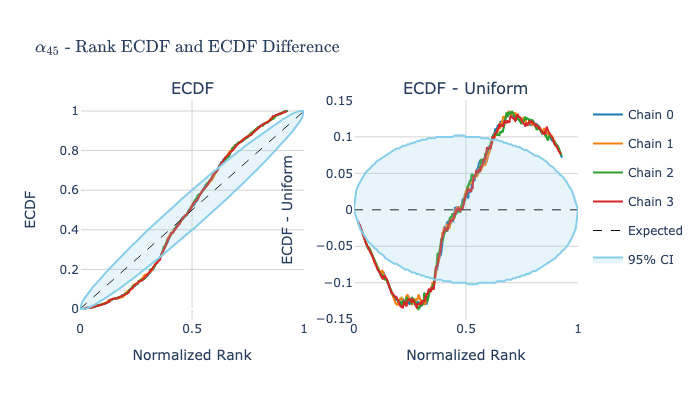 α₄₅ - Rank ECDF and ECDF Difference
ECDF
ECDF - Uniform
ECDF
1
0.8
0.6
0.4
0.2
0
0
0.5
1
Normalized Rank
ECDF - Uniform
0.15
0.1
0.05
0
−0.05
−0.1
−0.15
0
0.5
1
Normalized Rank
Chain 0
Chain 1
Chain 2
Chain 3
Expected
95% CI